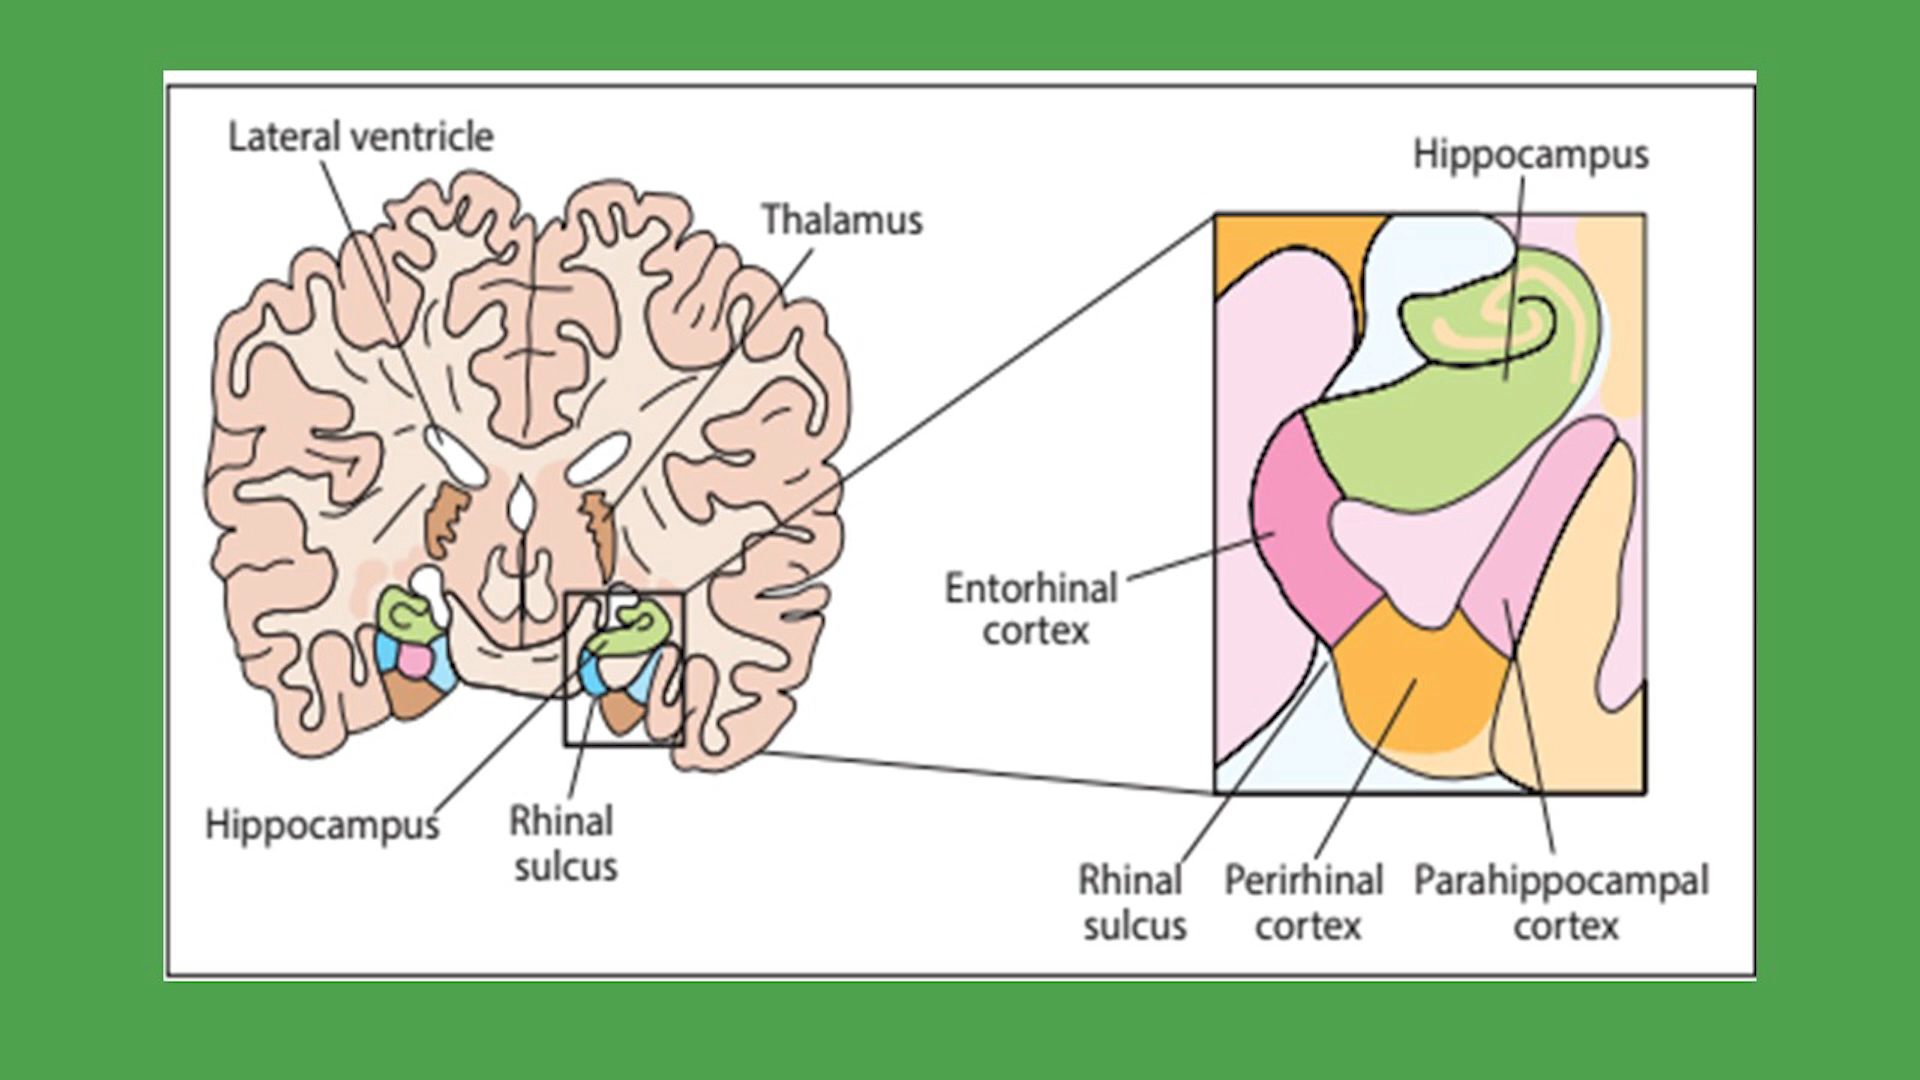 Lateral ventricle
Thalamus
Hippocampus
Rhinal
sulcus
Hippocampus
Entorhinal
cortex
Rhinal
sulcus
Perirhinal
cortex
Parahippocampal
cortex